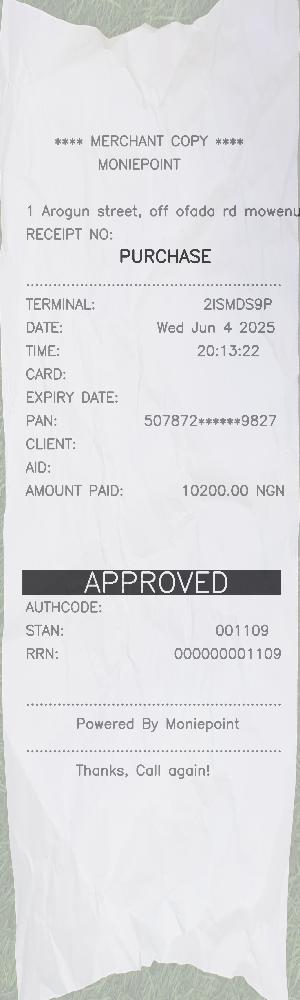 **** MERCHANT COPY ****
MONIEPOINT
1 Arogun street, off ofada rd mowenu
RECEIPT NO:
PURCHASE
TERMINAL: 2ISMDS9P
DATE: Wed Jun 4 2025
TIME: 20:13:22
CARD:
EXPIRY DATE:
PAN: 507872******9827
CLIENT:
AID:
AMOUNT PAID: 10200.00 NGN
APPROVED
AUTHCODE:
STAN: 001109
RRN: 000000001109
Powered By Moniepoint
Thanks, Call again!